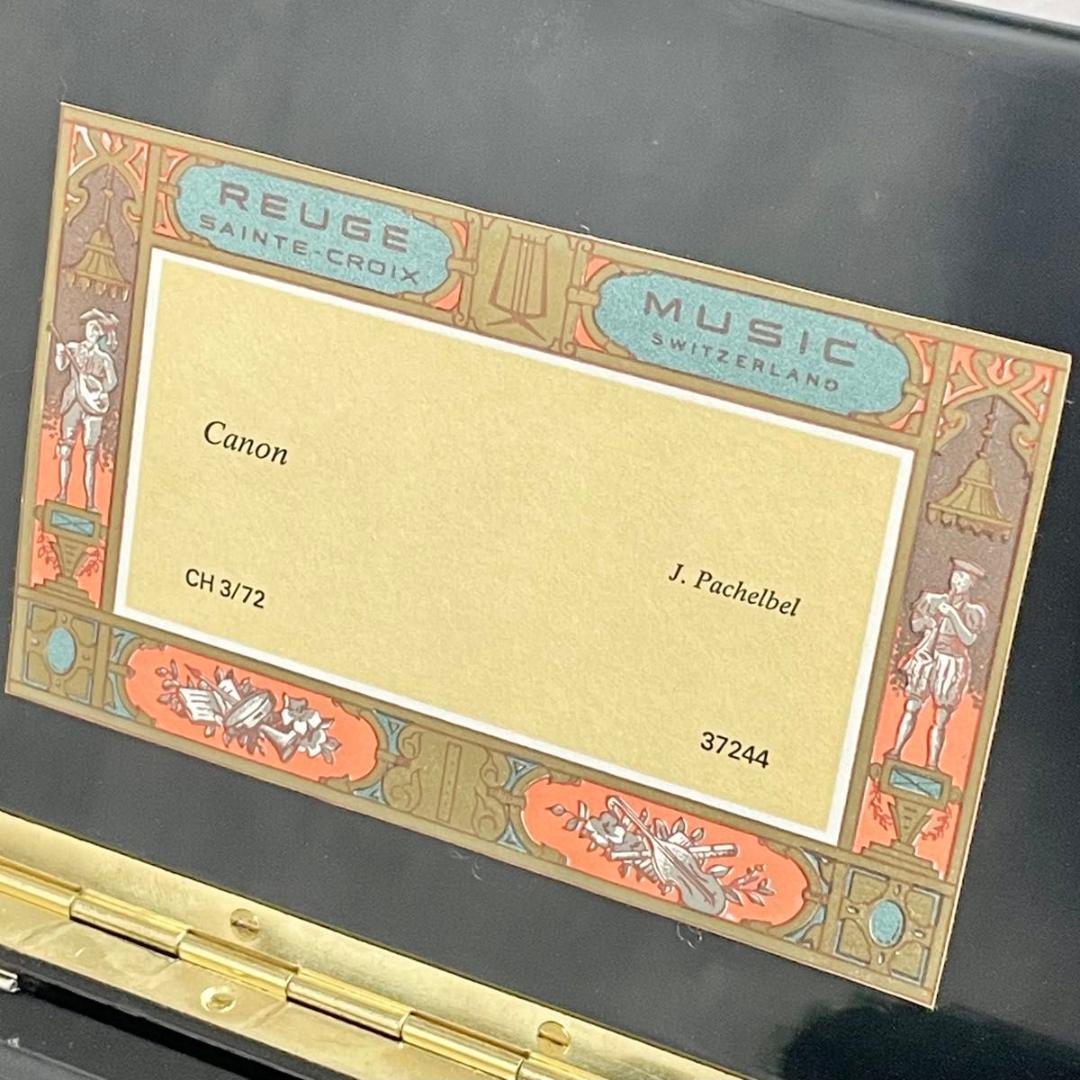 REUGE
SAINTE-CROIX
MUSIC
SWITZERLAND
Canon
J. Pachelbel
CH 3/72
37244